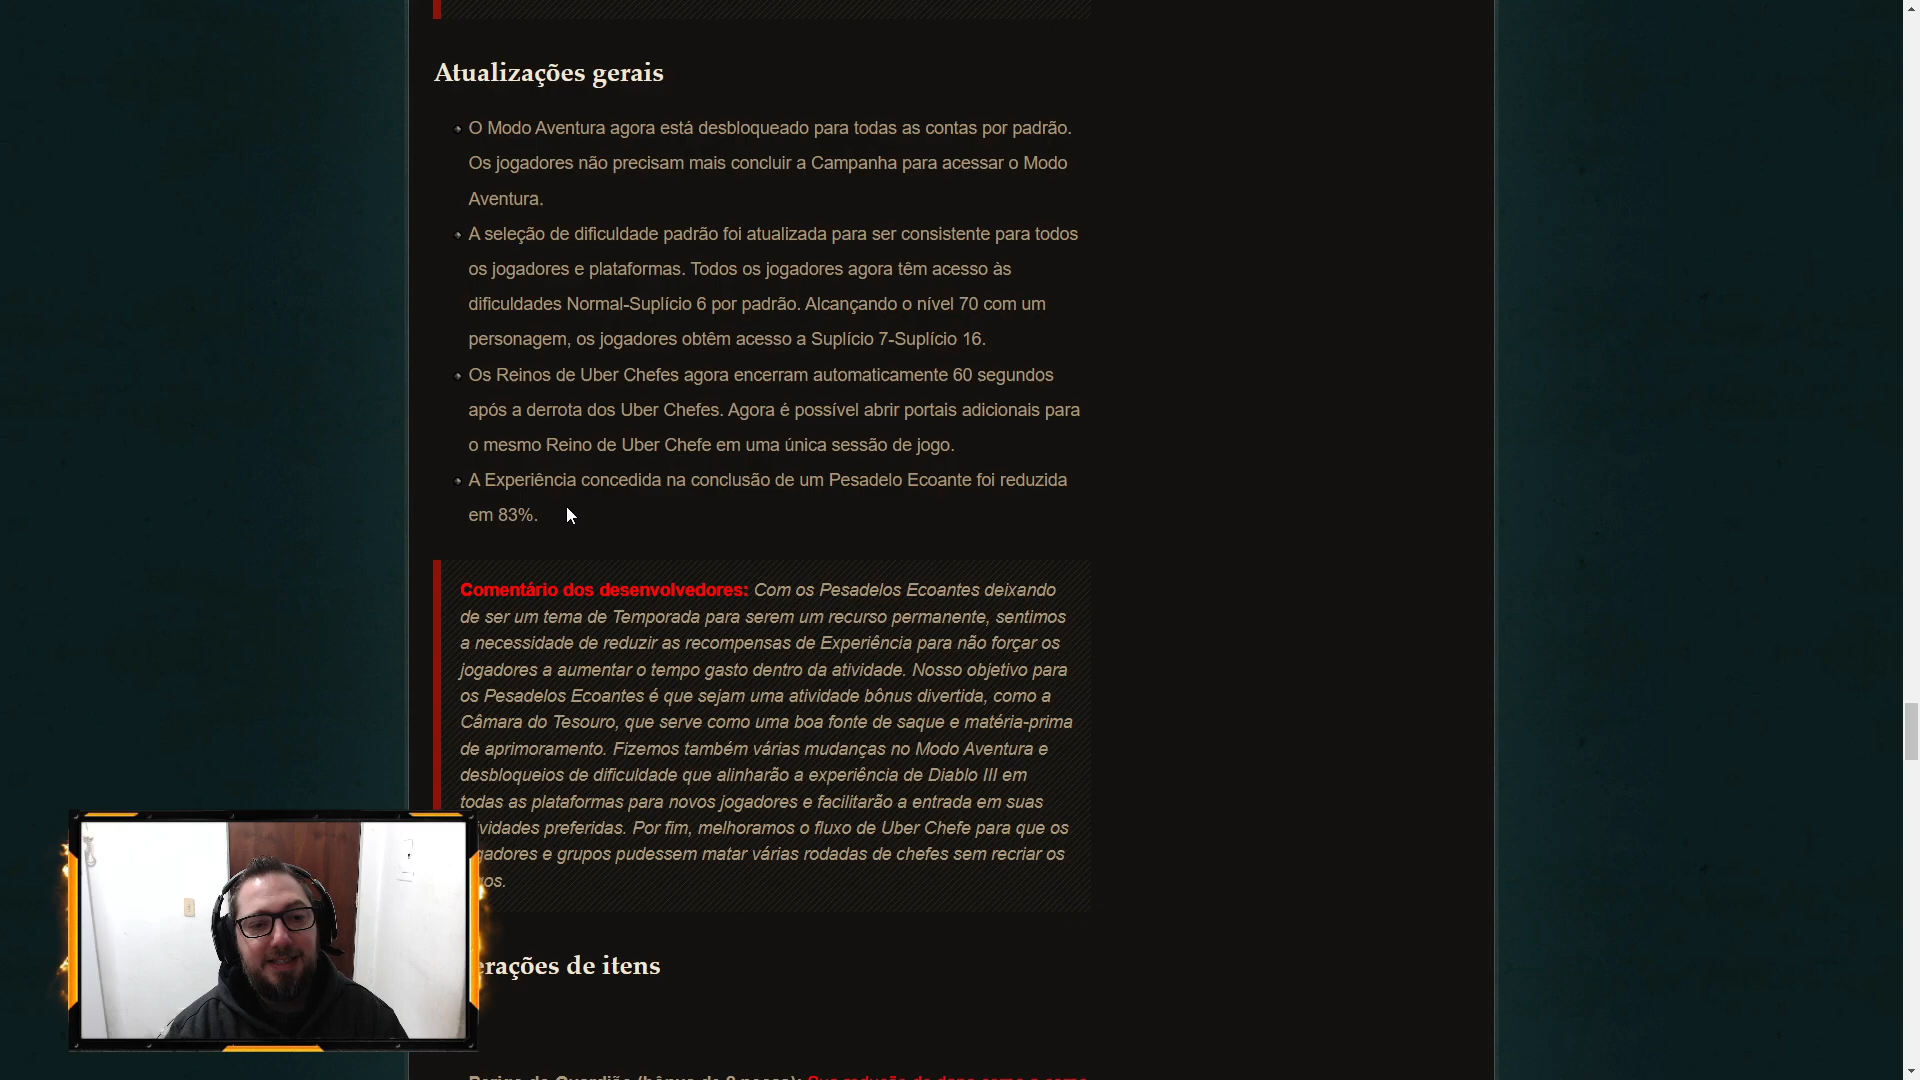 Atualizações gerais
O Modo Aventura agora está desbloqueado para todas as contas por padrão.
Os jogadores não precisam mais concluir a Campanha para acessar o Modo
Aventura.
A seleção de dificuldade padrão foi atualizada para ser consistente para todos
os jogadores e plataformas. Todos os jogadores agora têm acesso às
dificuldades Normal-Suplício 6 por padrão. Alcançando o nível 70 com um
personagem, os jogadores obtêm acesso a Suplício 7-Suplício 16.
Os Reinos de Uber Chefes agora encerram automaticamente 60 segundos
após a derrota dos Uber Chefes. Agora é possível abrir portais adicionais para
o mesmo Reino de Uber Chefe em uma única sessão de jogo.
A Experiência concedida na conclusão de um Pesadelo Ecoante foi reduzida
em 83%.
Comentário dos desenvolvedores: Com os Pesadelos Ecoantes deixando
de ser um tema de Temporada para serem um recurso permanente, sentimos
a necessidade de reduzir as recompensas de Experiência para não forçar os
jogadores a aumentar o tempo gasto dentro da atividade. Nosso objetivo para
os Pesadelos Ecoantes é que sejam uma atividade bônus divertida, como a
Câmara do Tesouro, que serve como uma boa fonte de saque e matéria-prima
de aprimoramento. Fizemos também várias mudanças no Modo Aventura e
desbloqueios de dificuldade que alinharão a experiência de Diablo III em
todas as plataformas para novos jogadores e facilitarão a entrada em suas
ividades preferidas. Por fim, melhoramos o fluxo de Uber Chefe para que os
gadores e grupos pudessem matar várias rodadas de chefes sem recriar os
os.
erações de itens